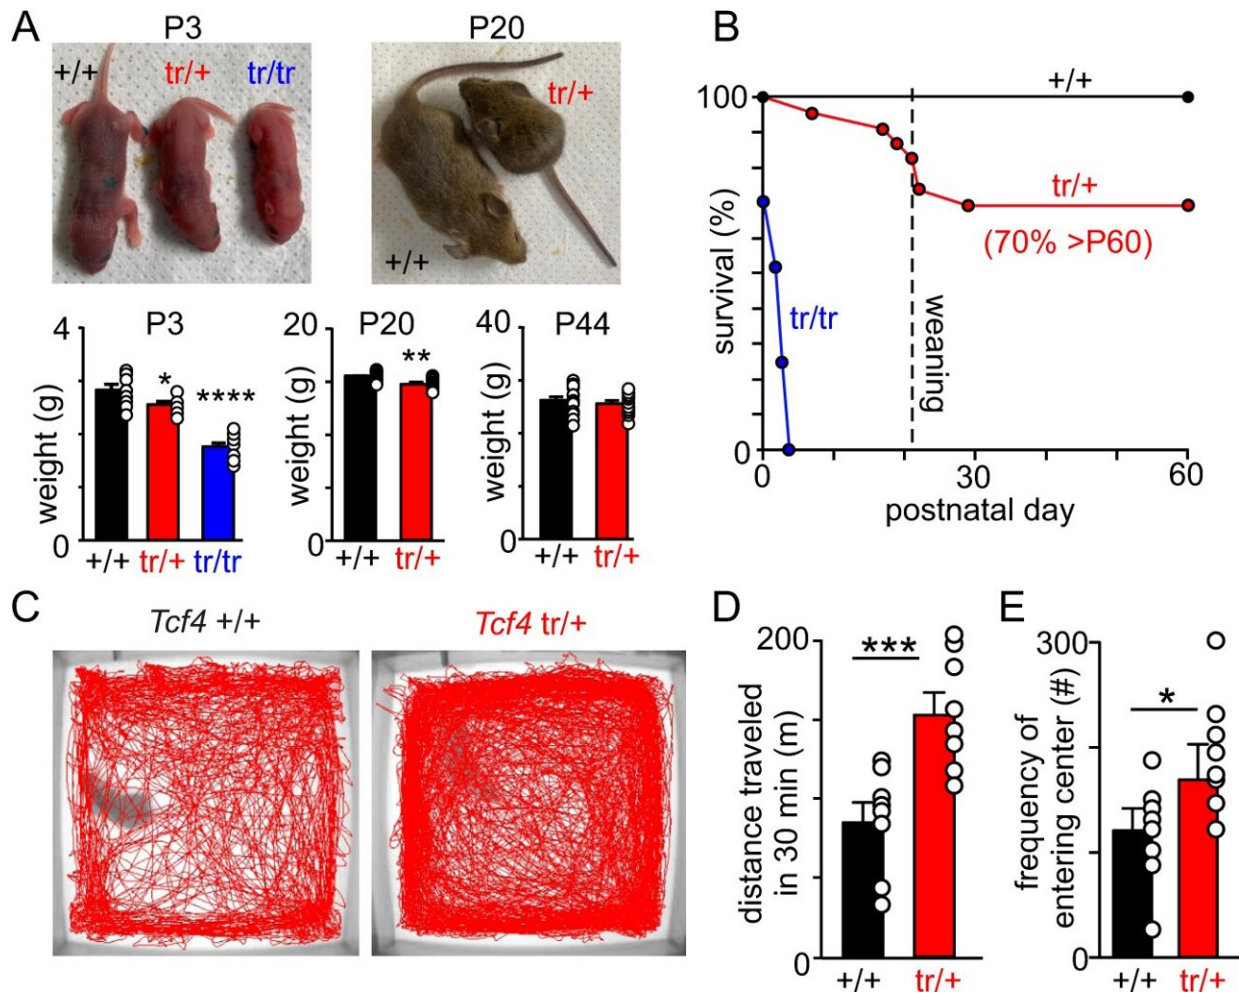 A
P3
P20
+/+
tr/+
tr/tr
tr/+
+/+
P3
4
weight (g)
*
****
0
+/+ tr/+ tr/tr
P20
20
weight (g)
**
0
+/+ tr/+
P44
40
weight (g)
0
+/+ tr/+
B
100
survival (%)
0
+/+
tr/+
(70% >P60)
tr/tr
weaning
0 30 60
postnatal day
C
Tcf4 +/+
Tcf4 tr/+
D
200
***
distance traveled
in 30 min (m)
0
+/+ tr/+
E
300
*
frequency of
entering center (#)
0
+/+ tr/+